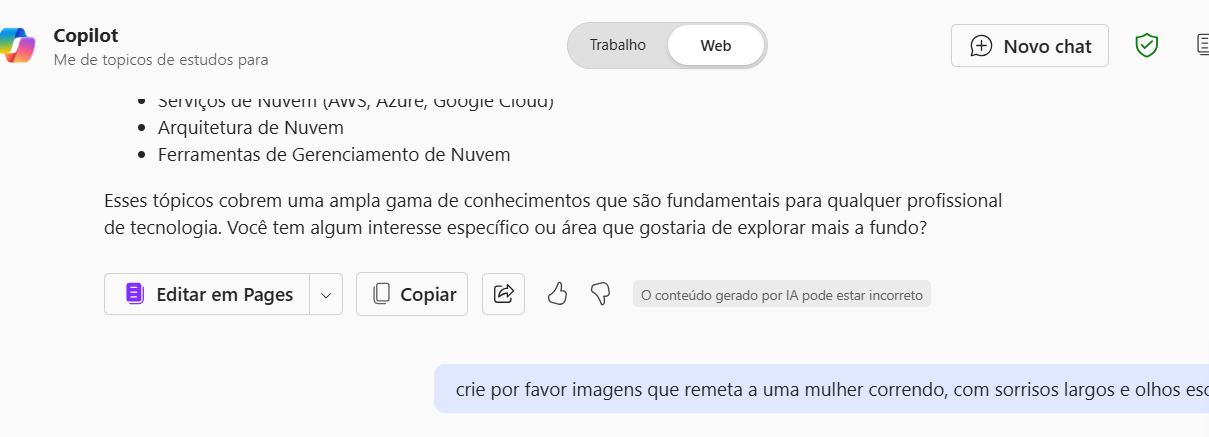 Copilot
Me de topicos de estudos para
Trabalho
Web
Novo chat
Serviços de Nuvem (AWS, Azure, Google Cloud)
Arquitetura de Nuvem
Ferramentas de Gerenciamento de Nuvem
Esses tópicos cobrem uma ampla gama de conhecimentos que são fundamentais para qualquer profissional
de tecnologia. Você tem algum interesse específico ou área que gostaria de explorar mais a fundo?
Editar em Pages
Copiar
O conteúdo gerado por IA pode estar incorreto
crie por favor imagens que remeta a uma mulher correndo, com sorrisos largos e olhos